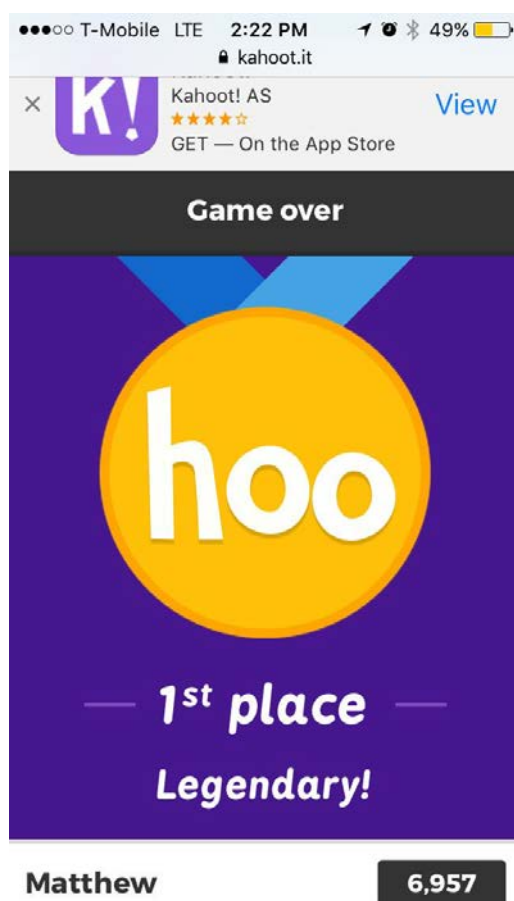 T-Mobile LTE 2:22 PM 49%
kahoot.it
K!
Kahoot! AS
View
GET — On the App Store
Game over
hoo
1st place
Legendary!
Matthew 6,957